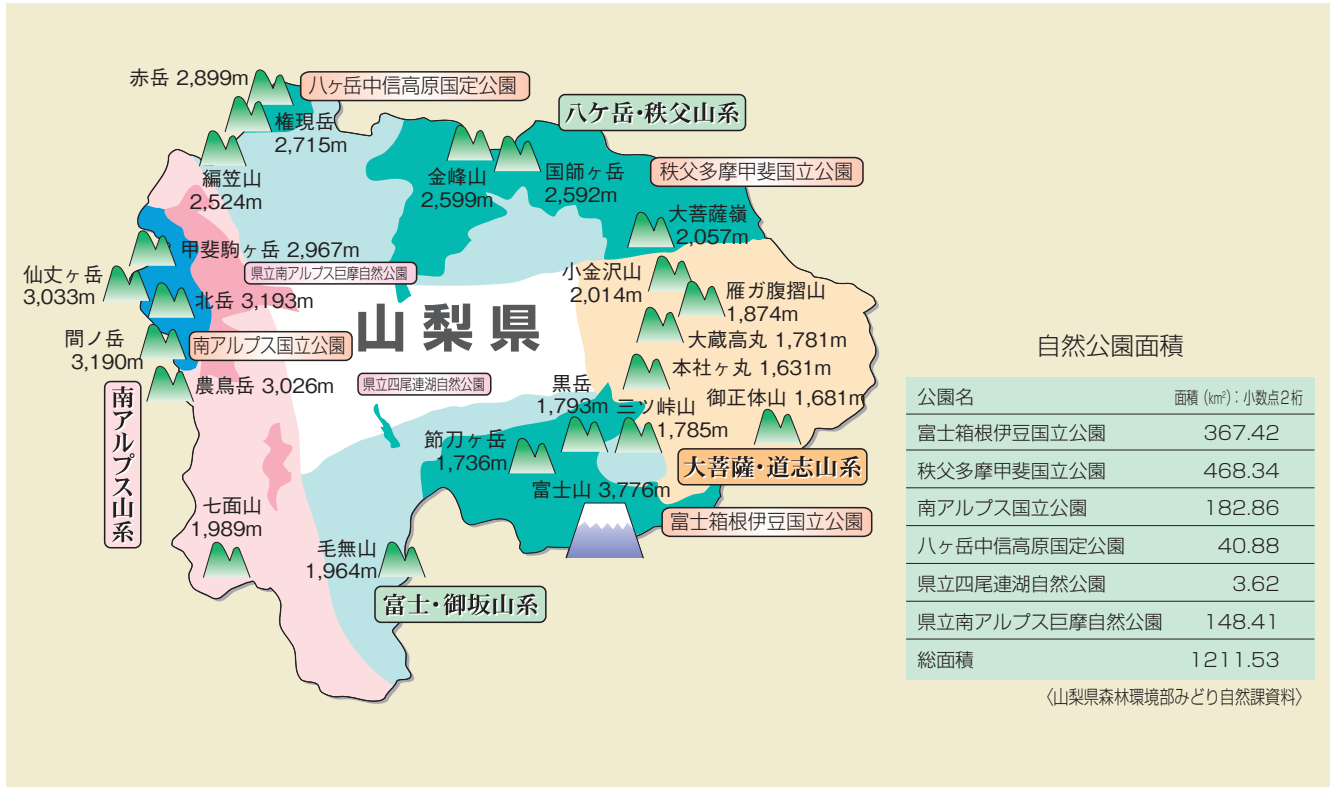 赤岳 2,899m
八ヶ岳中信高原国定公園
八ケ岳・秩父山系
権現岳
2,715m
編笠山
2,524m
金峰山
2,599m
国師ヶ岳
2,592m
秩父多摩甲斐国立公園
大菩薩嶺
2,057m
甲斐駒ヶ岳 2,967m
仙丈ヶ岳
3,033m
県立南アルプス巨摩自然公園
北岳 3,193m
小金沢山
2,014m
雁ガ腹摺山
1,874m
山梨県
間ノ岳
3,190m
南アルプス国立公園
大蔵高丸 1,781m
本社ヶ丸 1,631m
農鳥岳 3,026m
県立四尾連湖自然公園
黒岳
1,793m
三ツ峠山
1,785m
御正体山 1,681m
南アルプス山系
節刀ヶ岳
1,736m
大菩薩・道志山系
富士山 3,776m
富士箱根伊豆国立公園
七面山
1,989m
毛無山
1,964m
富士・御坂山系
自然公園面積
公園名 面積（km²）：小数点2桁
富士箱根伊豆国立公園 367.42
秩父多摩甲斐国立公園 468.34
南アルプス国立公園 182.86
八ヶ岳中信高原国定公園 40.88
県立四尾連湖自然公園 3.62
県立南アルプス巨摩自然公園 148.41
総面積 1211.53
〈山梨県森林環境部みどり自然課資料〉